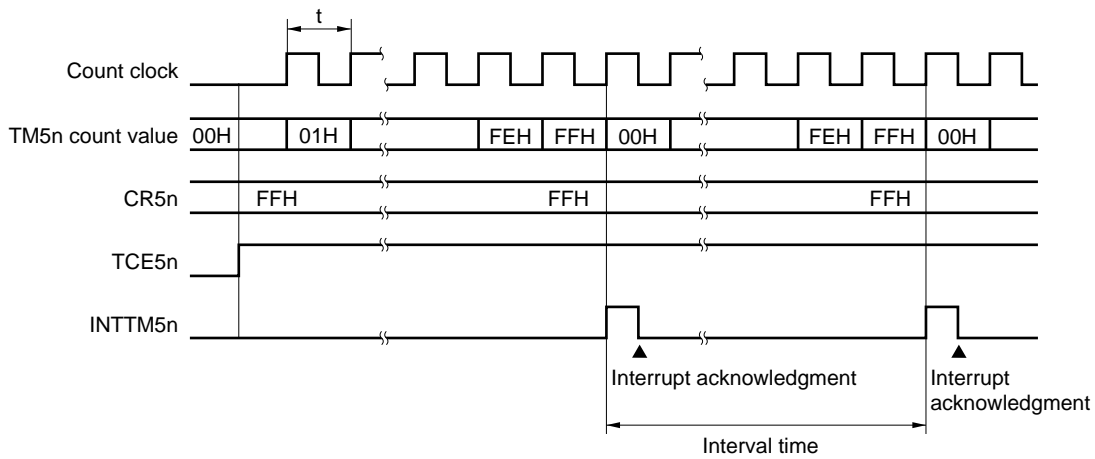 t
Count clock
TM5n count value 00H 01H FEH FFH 00H FEH FFH 00H
CR5n FFH FFH FFH
TCE5n
INTTM5n
Interrupt acknowledgment Interrupt
acknowledgment
Interval time